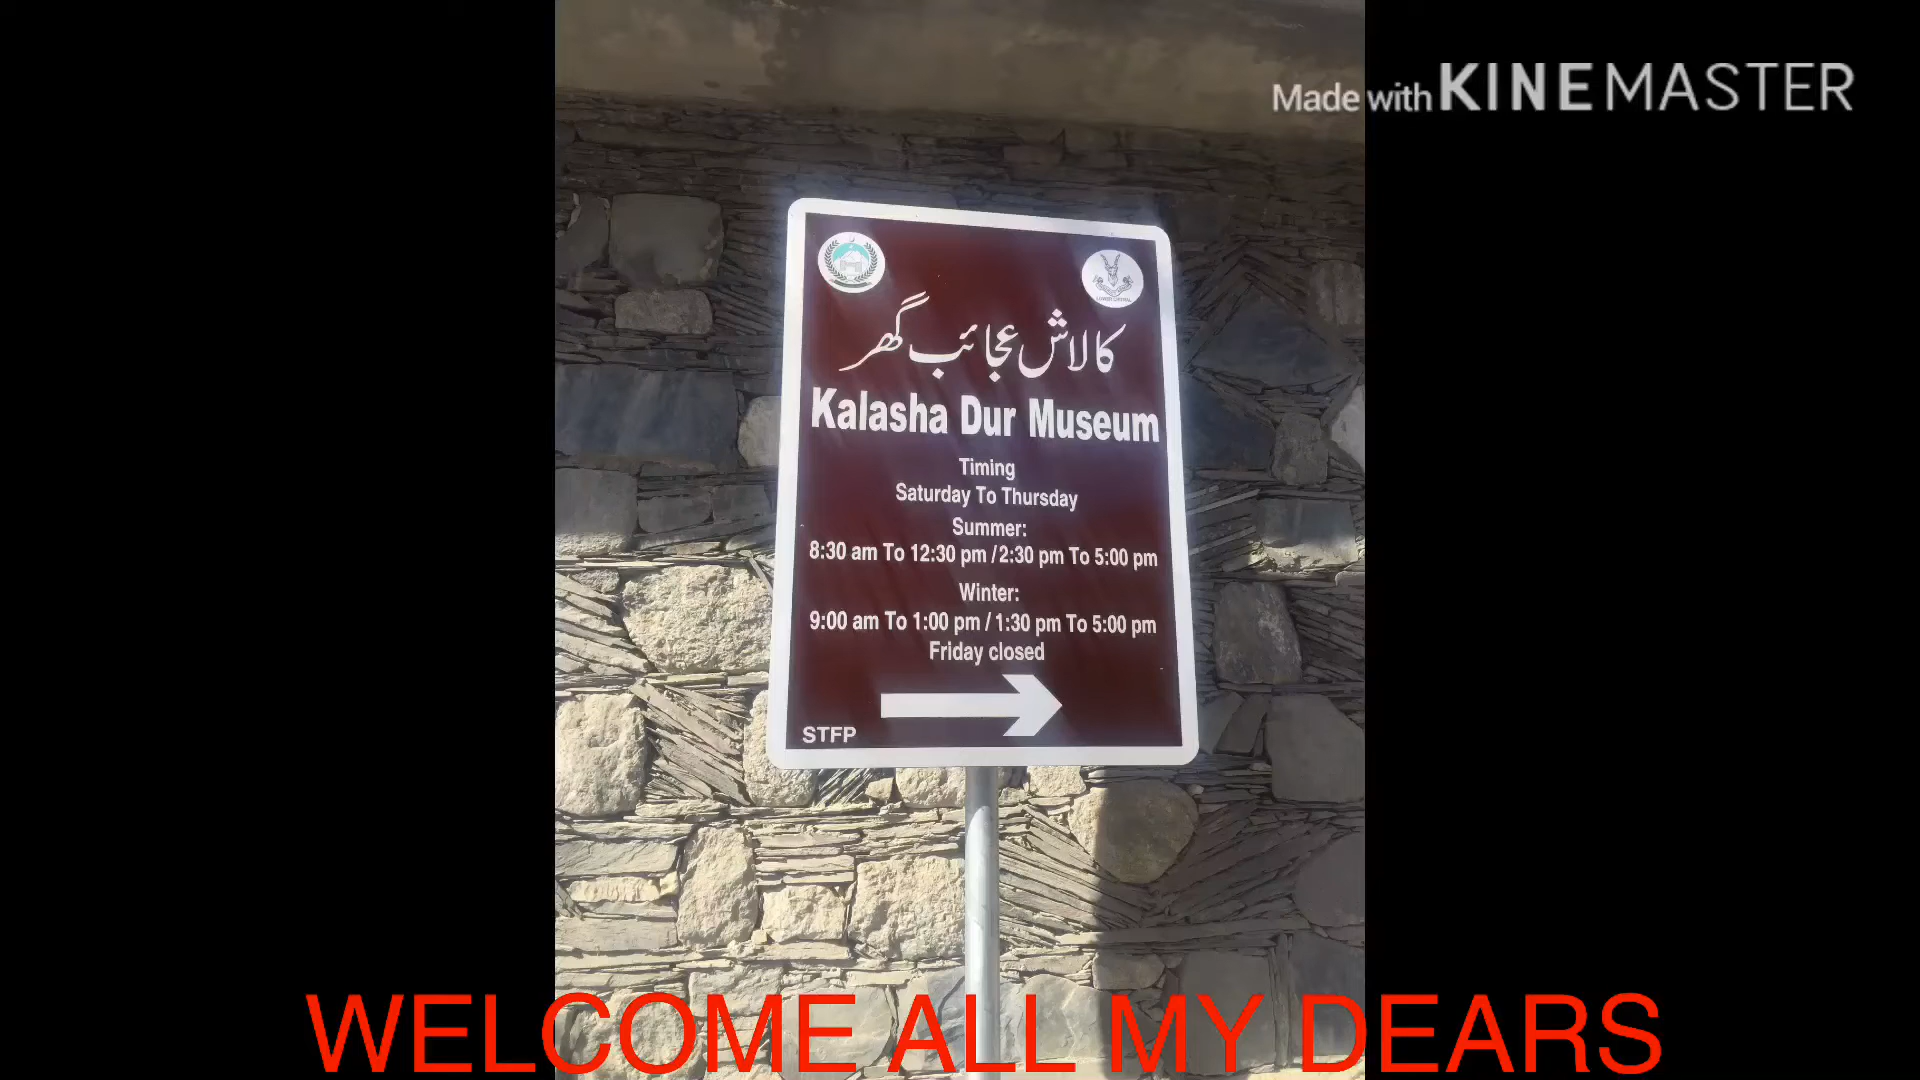 Made with KINEMASTER
کالاش عجائب گھر
Kalasha Dur Museum
Timing
Saturday To Thursday
Summer:
8:30 am To 12:30 pm / 2:30 pm To 5:00 pm
Winter:
9:00 am To 1:00 pm / 1:30 pm To 5:00 pm
Friday closed
STFP
WELCOME ALL MY DEARS